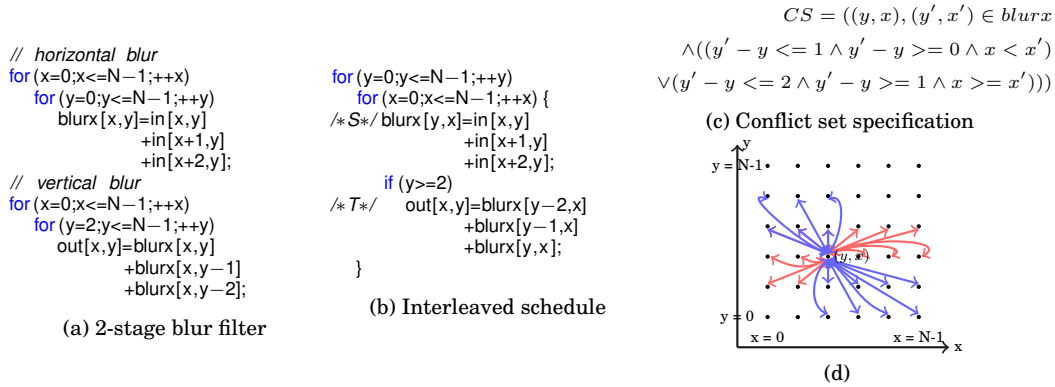 // horizontal blur
for (x=0;x<=N−1;++x)
for (y=0;y<=N−1;++y)
blurx[x,y]=in[x,y]
+in[x+1,y]
+in[x+2,y];
// vertical blur
for (x=0;x<=N−1;++x)
for (y=2;y<=N−1;++y)
out[x,y]=blurx[x,y]
+blurx[x,y−1]
+blurx[x,y−2];
(a) 2-stage blur filter
for (y=0;y<=N−1;++y)
for (x=0;x<=N−1;++x) {
/*S*/ blurx[y,x]=in[x,y]
+in[x+1,y]
+in[x+2,y];
if (y>=2)
/*T*/ out[x,y]=blurx[y−2,x]
+blurx[y−1,x]
+blurx[y,x];
}
(b) Interleaved schedule
CS = ((y, x), (y′, x′) ∈ blurx
∧((y′ − y <= 1 ∧ y′ − y >= 0 ∧ x < x′)
∨(y′ − y <= 2 ∧ y′ − y >= 1 ∧ x >= x′)))
(c) Conflict set specification
y
y = N-1
(y, x)
y = 0
x = 0 x = N-1
x
(d)